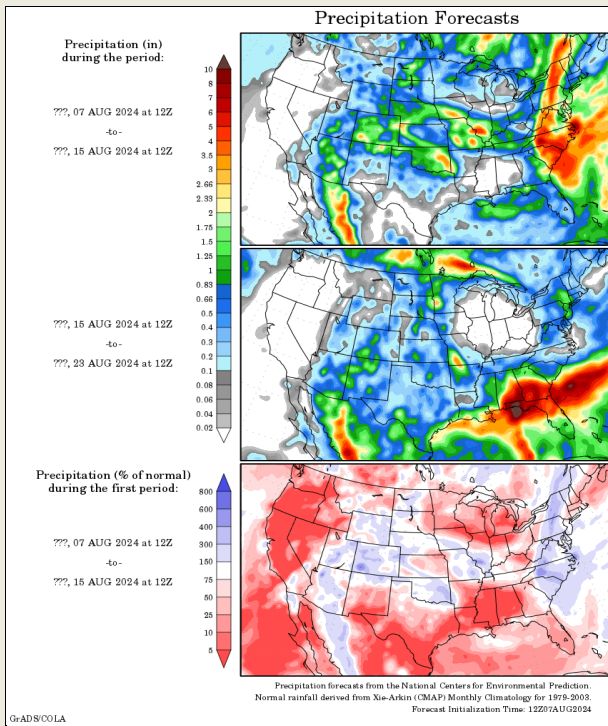 Precipitation Forecasts
Precipitation (in)
during the period:
???, 07 AUG 2024 at 12Z
-to-
???, 15 AUG 2024 at 12Z
10
8
7
6
5
4
3.5
3
2.66
2.33
2
1.75
1.5
1.25
1
0.83
0.66
0.5
0.4
0.3
0.2
0.1
0.08
0.06
0.04
0.02
???, 15 AUG 2024 at 12Z
-to-
???, 23 AUG 2024 at 12Z
Precipitation (% of normal)
during the first period:
???, 07 AUG 2024 at 12Z
-to-
???, 15 AUG 2024 at 12Z
800
600
400
300
150
75
50
25
10
5
Precipitation forecasts from the National Centers for Environmental Prediction.
Normal rainfall derived from Xie-Arkin (CMAP) Monthly Climatology for 1979-2003.
Forecast Initialization Time: 12Z07AUG2024
GrADS/COLA